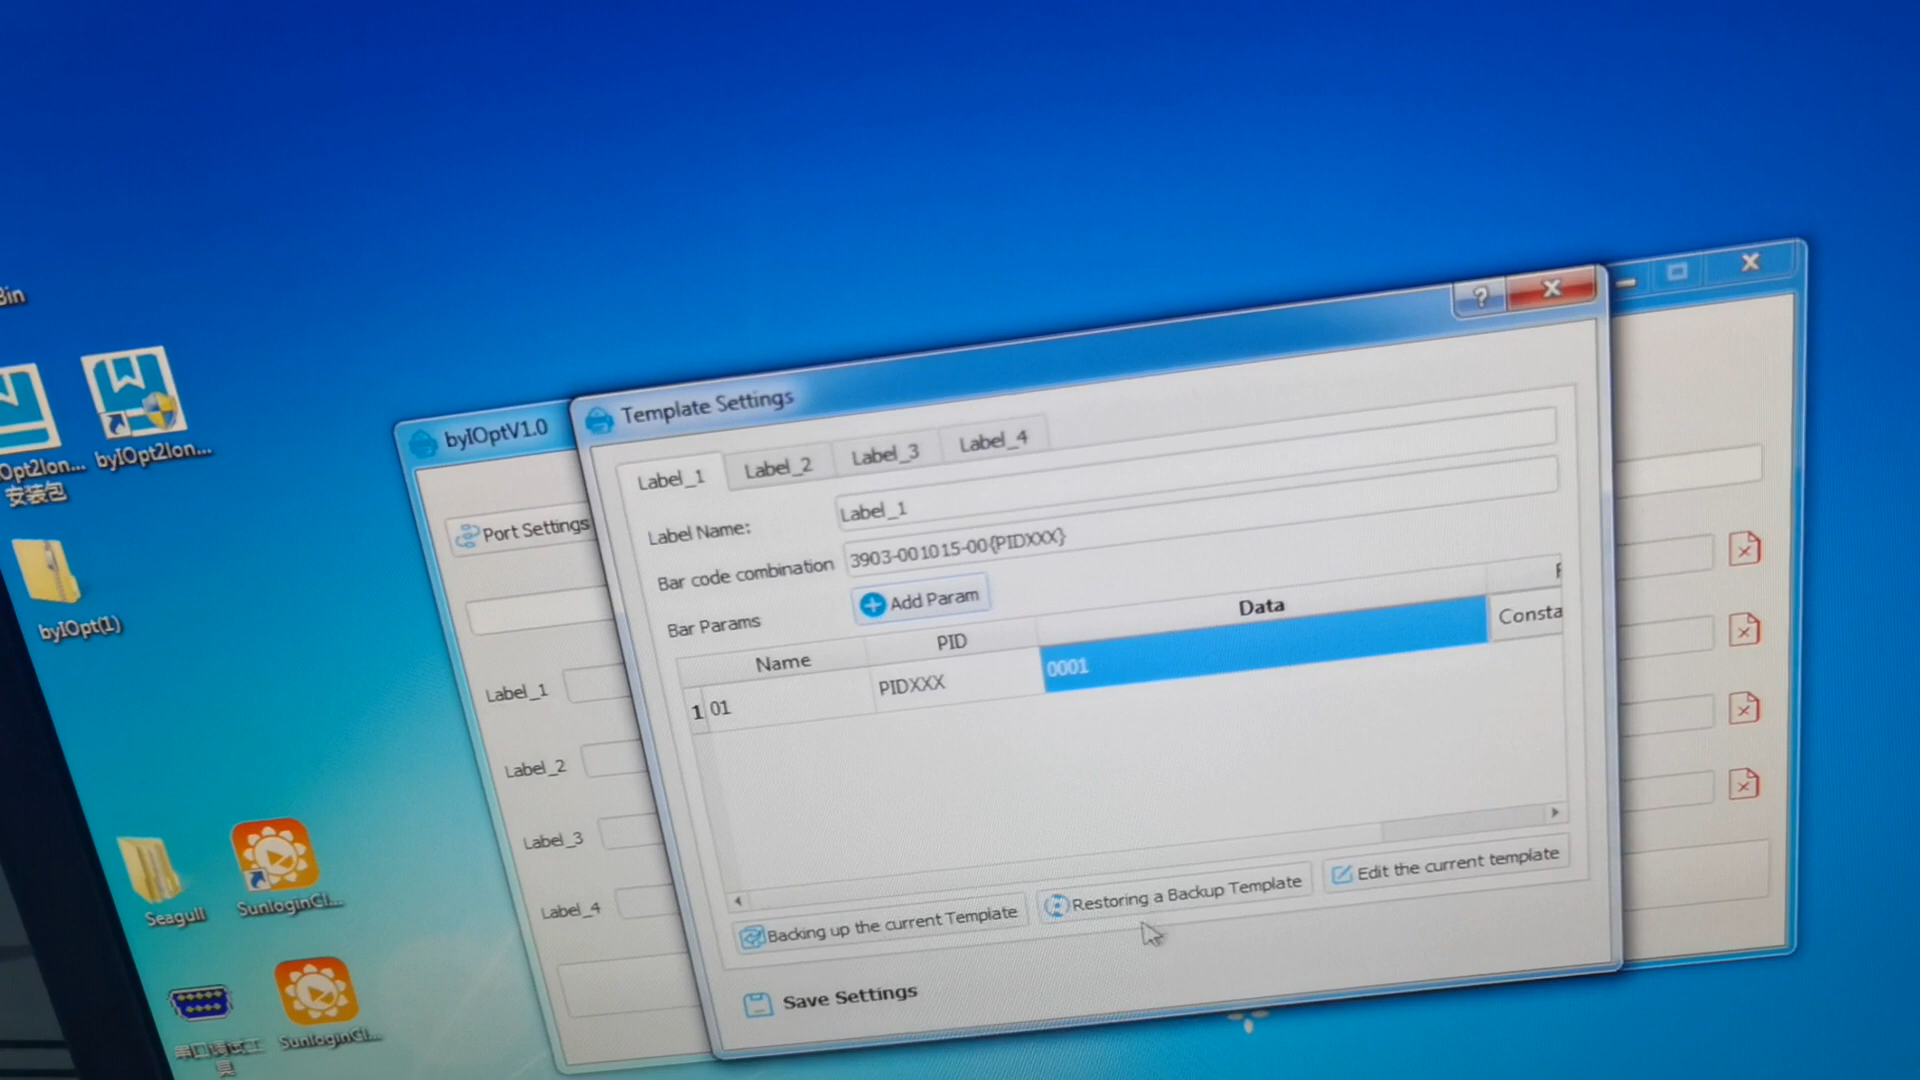 Bin
Opt2lon...
安装包
byIOpt2lon...
byIOpt(1)
Seagull
SunloginCl...
串口调试工
具
SunloginCl...
byIOptV1.0
Port Settings
Label_1
Label_2
Label_3
Label_4
Template Settings
?
Label_1 Label_2 Label_3 Label_4
Label Name: Label_1
Bar code combination 3903-001015-00{PIDXXX}
Bar Params Add Param
Name PID Data
1 01 PIDXXX 0001 Consta
Backing up the current Template Restoring a Backup Template Edit the current template
Save Settings